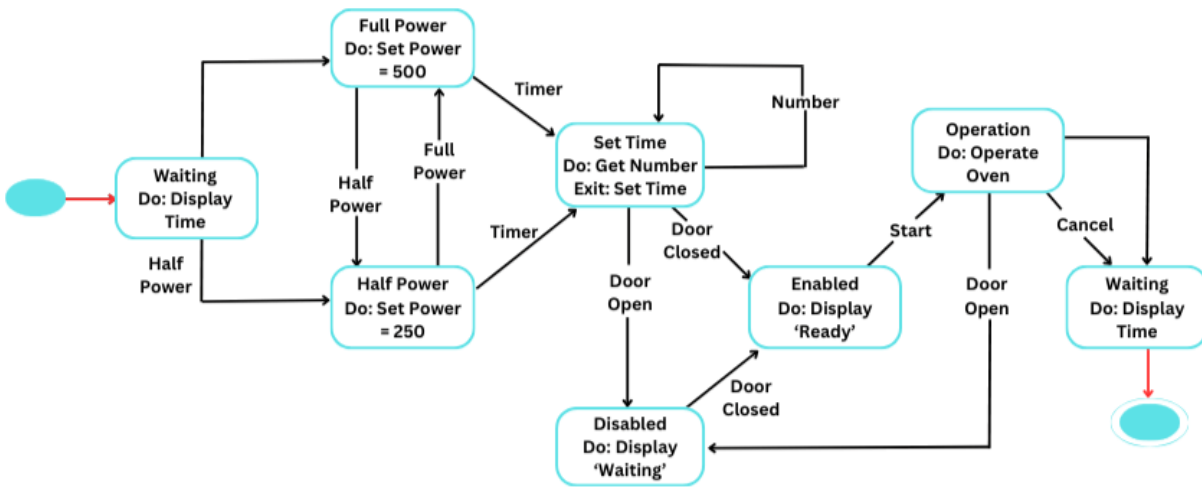 Full Power
Do: Set Power
= 500
Timer
Number
Set Time
Do: Get Number
Exit: Set Time
Operation
Do: Operate
Oven
Waiting
Do: Display
Time
Half
Power
Full
Power
Half
Power
Timer
Door
Closed
Start
Cancel
Half Power
Do: Set Power
= 250
Door
Open
Enabled
Do: Display
‘Ready’
Door
Open
Waiting
Do: Display
Time
Door
Closed
Disabled
Do: Display
‘Waiting’